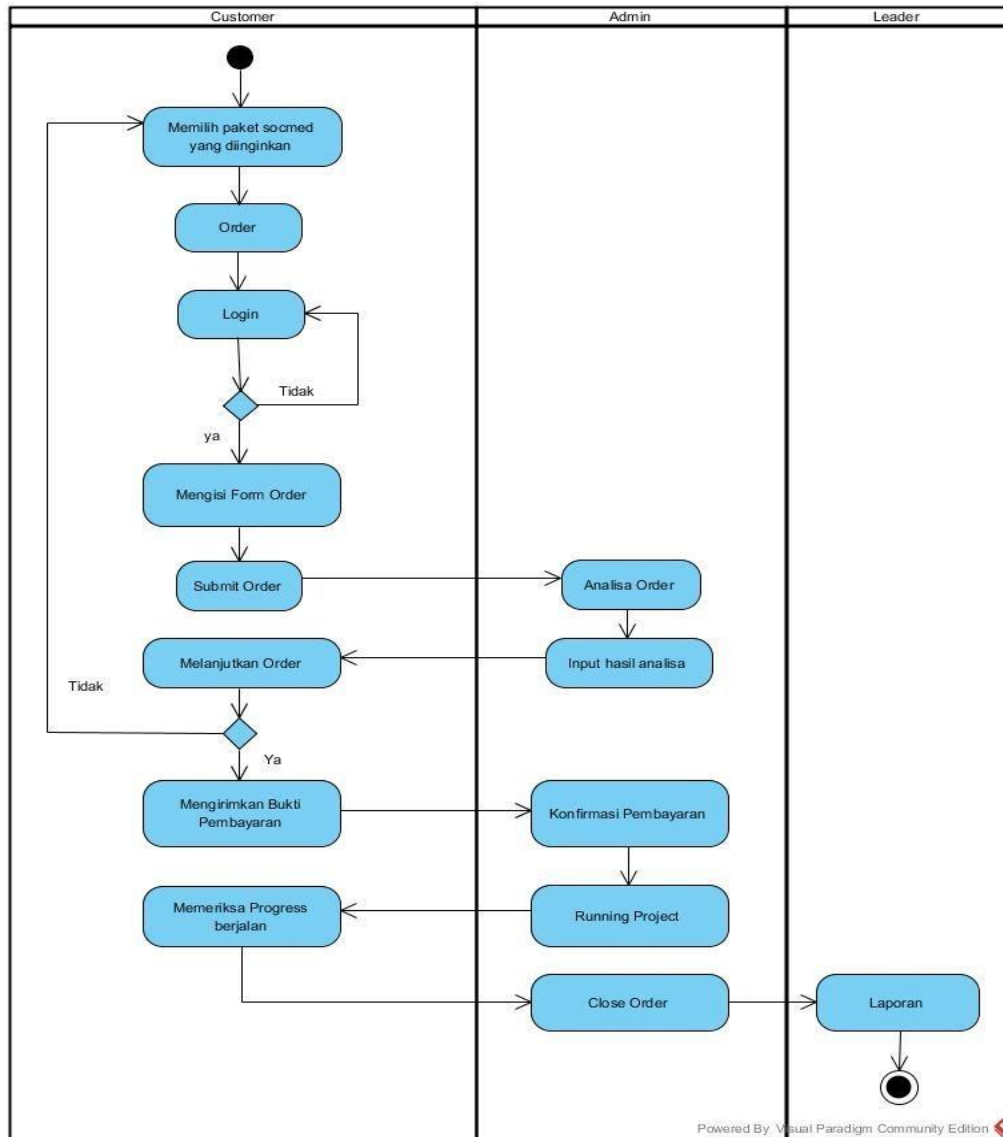 Customer
Admin
Leader
Memilih paket socmed
yang diinginkan
Order
Login
Tidak
ya
Mengisi Form Order
Submit Order
Analisa Order
Melanjutkan Order
Input hasil analisa
Tidak
Ya
Mengirimkan Bukti
Pembayaran
Konfirmasi Pembayaran
Memeriksa Progress
berjalan
Running Project
Close Order
Laporan
Powered By Visual Paradigm Community Edition